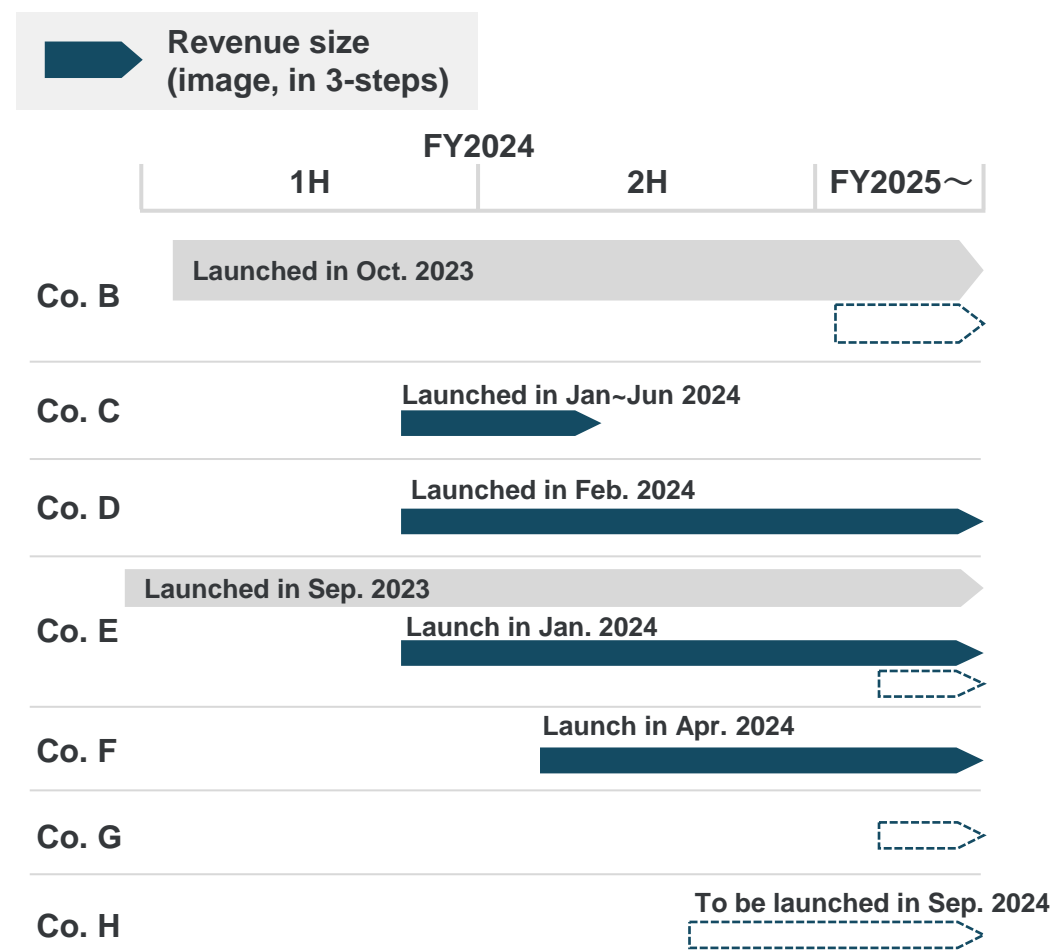 Revenue size
(image, in 3-steps)
FY2024
1H
2H
FY2025～
Co. B
Launched in Oct. 2023
Co. C
Launched in Jan~Jun 2024
Co. D
Launched in Feb. 2024
Co. E
Launched in Sep. 2023
Launch in Jan. 2024
Co. F
Launch in Apr. 2024
Co. G
Co. H
To be launched in Sep. 2024